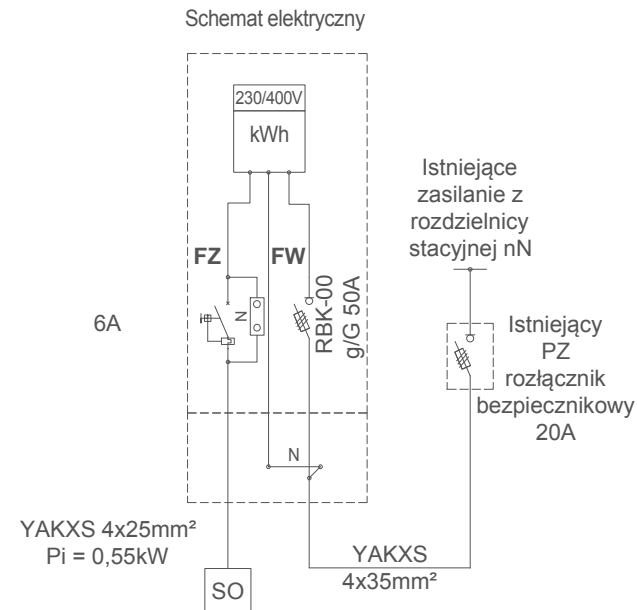 Schemat elektryczny
230/400V
kWh
FZ
FW
6A
N
RBK-00
g/G 50A
N
Istniejące
zasilanie z
rozdzielnicy
stacyjnej nN
Istniejący
PZ
rozłącznik
bezpiecznikowy
20A
YAKXS 4x25mm²
Pi = 0,55kW
SO
YAKXS
4x35mm²